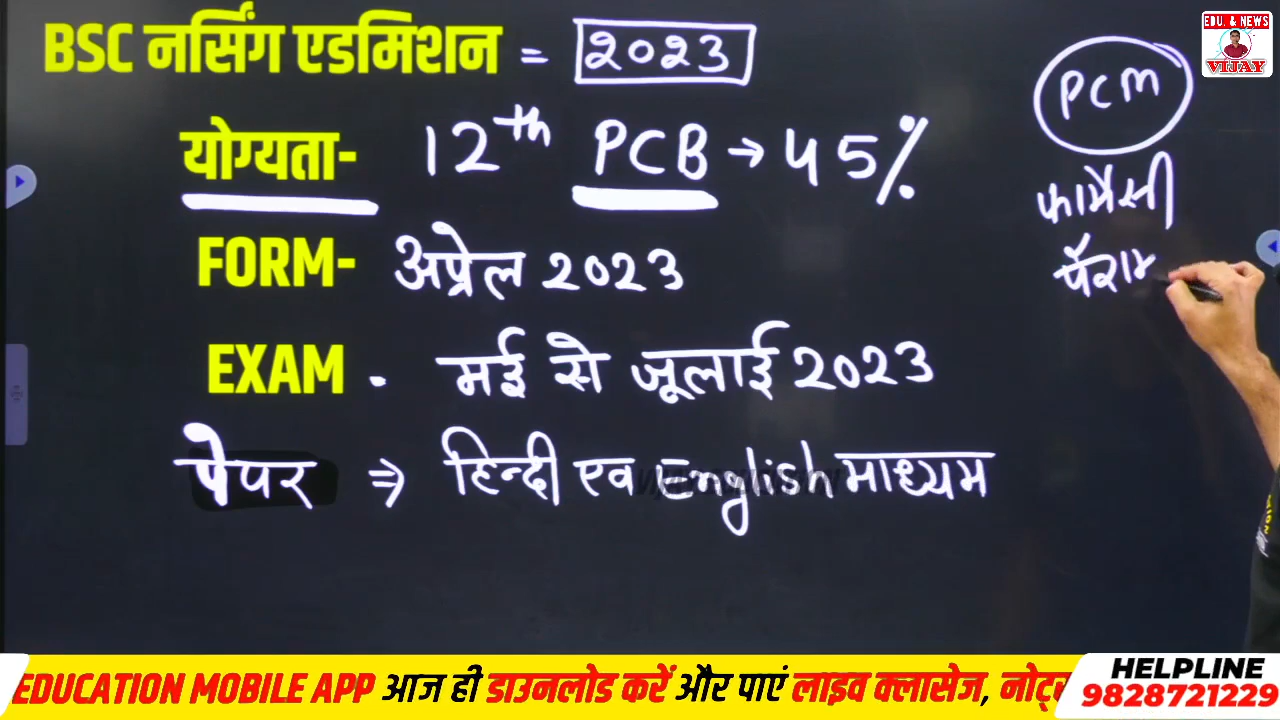 BSC नर्सिंग एडमिशन = 2023
EDU. & NEWS
VIJAY
PCM
योग्यता- 12th PCB → 45%
फार्मेसी
FORM- अप्रेल 2023
EXAM - मई से जूलाई 2023
पेपर ⇒ हिन्दी एव English माध्यम
EDUCATION MOBILE APP आज ही डाउनलोड करें और पाएं लाइव क्लासेज,
HELPLINE
9828721229